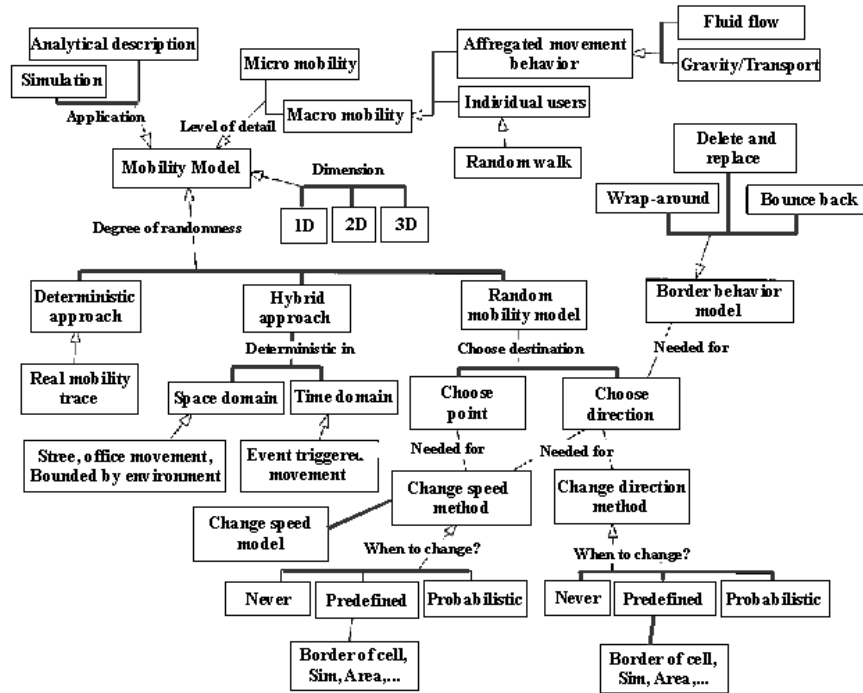 Fluid flow
Analytical description
Affregated movement
behavior
Micro mobility
Gravity/Transport
Simulation
Macro mobility
Individual users
Application
Level of detail
Delete and
replace
Mobility Model
Random walk
Dimension
Wrap-around
Bounce back
1D
2D
3D
Degree of randomness
Deterministic
approach
Hybrid
approach
Random
mobility model
Border behavior
model
Deterministic in
Choose destination
Needed for
Real mobility
trace
Space domain
Time domain
Choose
point
Choose
direction
Stree, office movement,
Bounded by environment
Event triggered
movement
Needed for
Needed for
Change speed
method
Change direction
method
Change speed
model
When to change?
When to change?
Never
Predefined
Probabilistic
Never
Predefined
Probabilistic
Border of cell,
Sim, Area,...
Border of cell,
Sim, Area,...